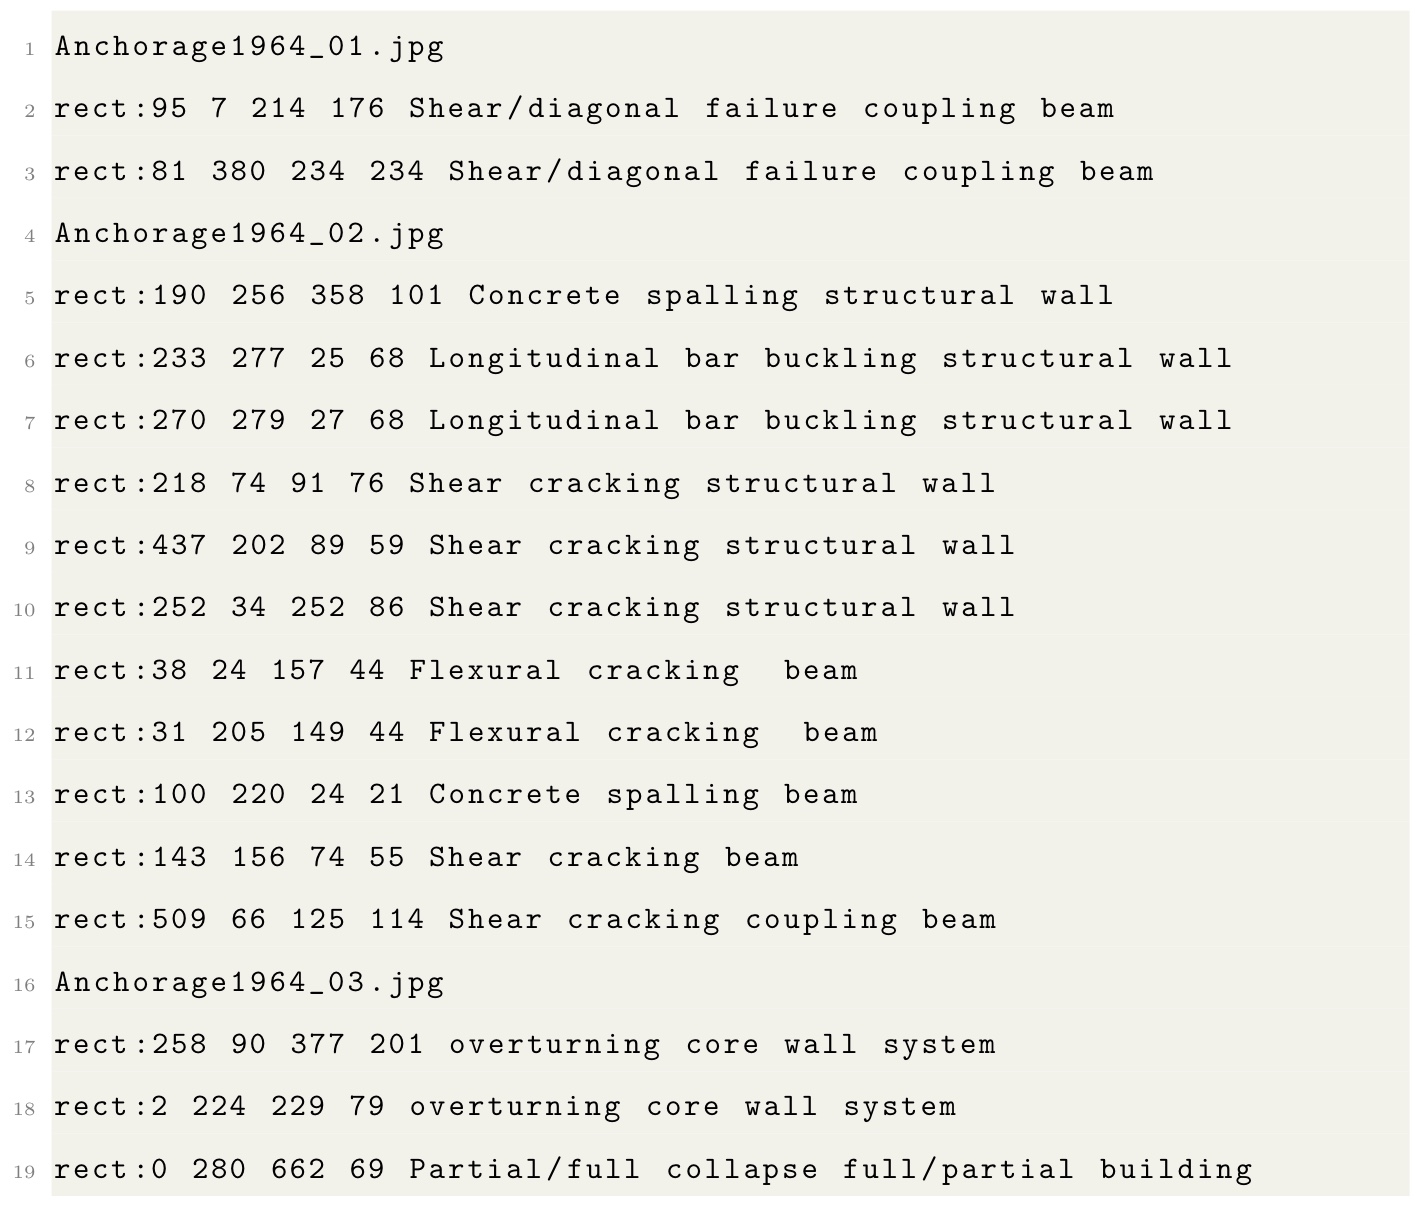 1 Anchorage1964_01.jpg
2 rect:95 7 214 176 Shear/diagonal failure coupling beam
3 rect:81 380 234 234 Shear/diagonal failure coupling beam
4 Anchorage1964_02.jpg
5 rect:190 256 358 101 Concrete spalling structural wall
6 rect:233 277 25 68 Longitudinal bar buckling structural wall
7 rect:270 279 27 68 Longitudinal bar buckling structural wall
8 rect:218 74 91 76 Shear cracking structural wall
9 rect:437 202 89 59 Shear cracking structural wall
10 rect:252 34 252 86 Shear cracking structural wall
11 rect:38 24 157 44 Flexural cracking  beam
12 rect:31 205 149 44 Flexural cracking  beam
13 rect:100 220 24 21 Concrete spalling beam
14 rect:143 156 74 55 Shear cracking beam
15 rect:509 66 125 114 Shear cracking coupling beam
16 Anchorage1964_03.jpg
17 rect:258 90 377 201 overturning core wall system
18 rect:2 224 229 79 overturning core wall system
19 rect:0 280 662 69 Partial/full collapse full/partial building